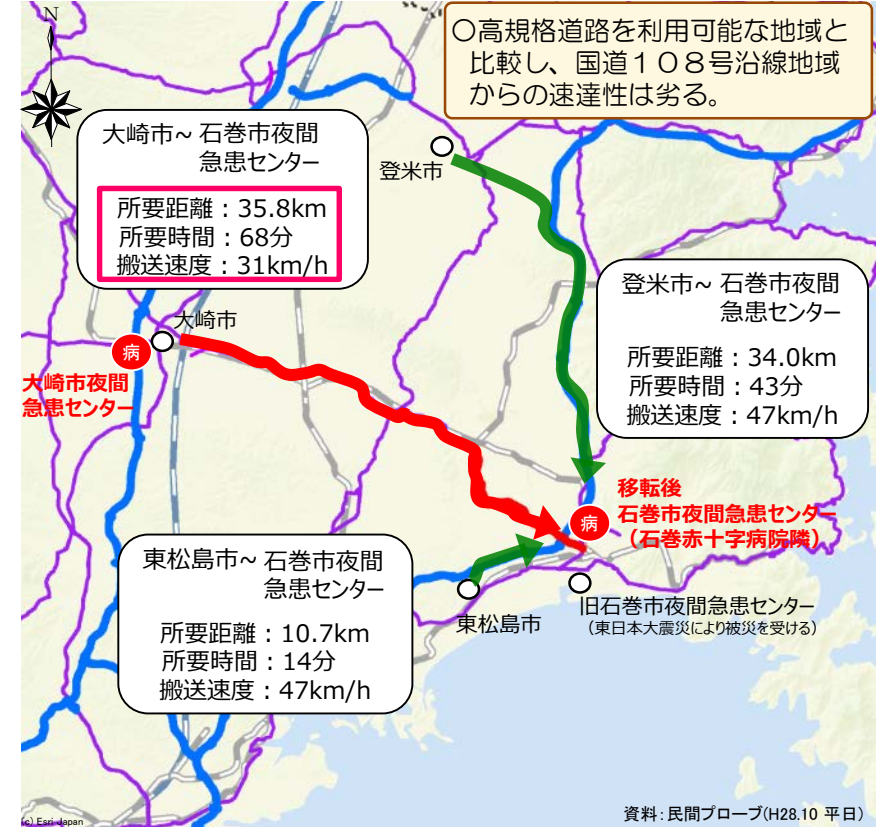 N
〇高規格道路を利用可能な地域と
比較し、国道１０８号沿線地域
からの速達性は劣る。
大崎市~ 石巻市夜間
急患センター
所要距離：35.8km
所要時間：68分
搬送速度：31km/h
登米市
登米市~ 石巻市夜間
急患センター
所要距離：34.0km
所要時間：43分
搬送速度：47km/h
大崎市
病
大崎市夜間
急患センター
移転後
石巻市夜間急患センター
（石巻赤十字病院隣）
病
東松島市~ 石巻市夜間
急患センター
所要距離：10.7km
所要時間：14分
搬送速度：47km/h
東松島市
旧石巻市夜間急患センター
（東日本大震災により被災を受ける）
資料：民間プローブ(H28.10 平日)
(c) Esri Japan